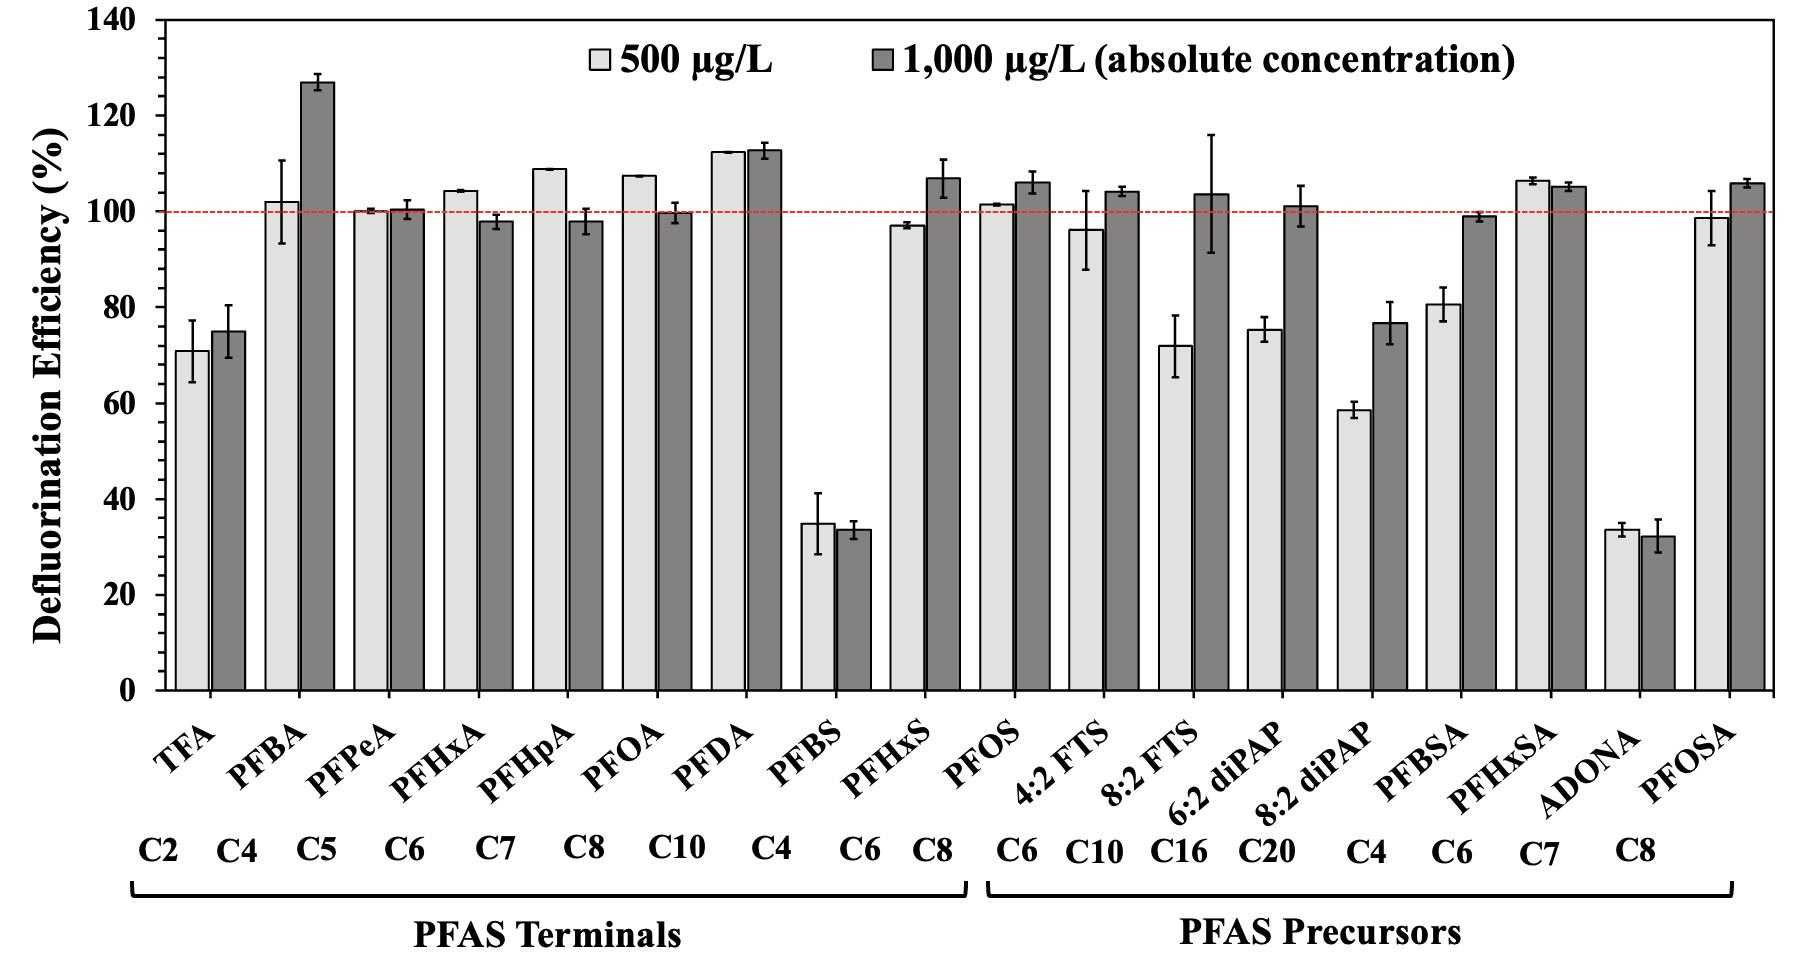 500 µg/L
1,000 µg/L (absolute concentration)
Defluorination Efficiency (%)
140
120
100
80
60
40
20
0
TFA
PFBA
PFPeA
PFHxA
PFHpA
PFOA
PFDA
PFBS
PFHxS
PFOS
4:2 FTS
8:2 FTS
6:2 diPAP
8:2 diPAP
PFBSA
PFHxSA
ADONA
PFOSA
C2 C4 C5 C6 C7 C8 C10 C4 C6 C8 C6 C10 C16 C20 C4 C6 C7 C8
PFAS Terminals
PFAS Precursors